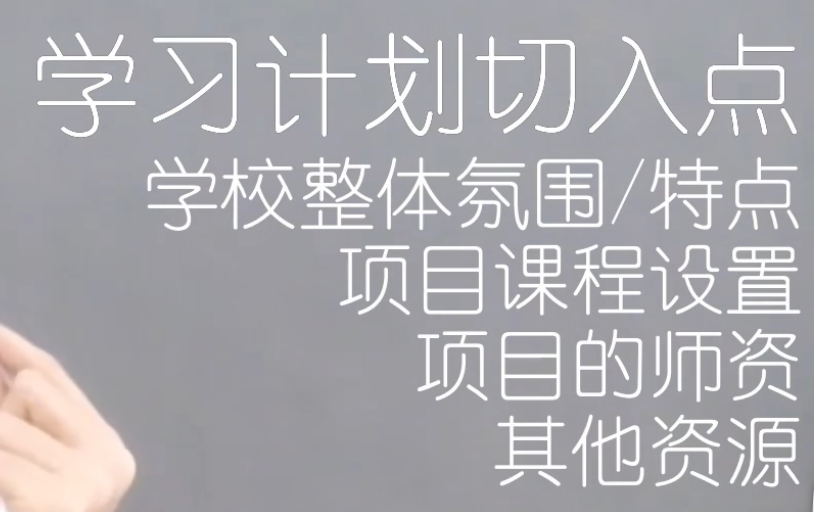 学习计划切入点
学校整体氛围/特点
项目课程设置
项目的师资
其他资源